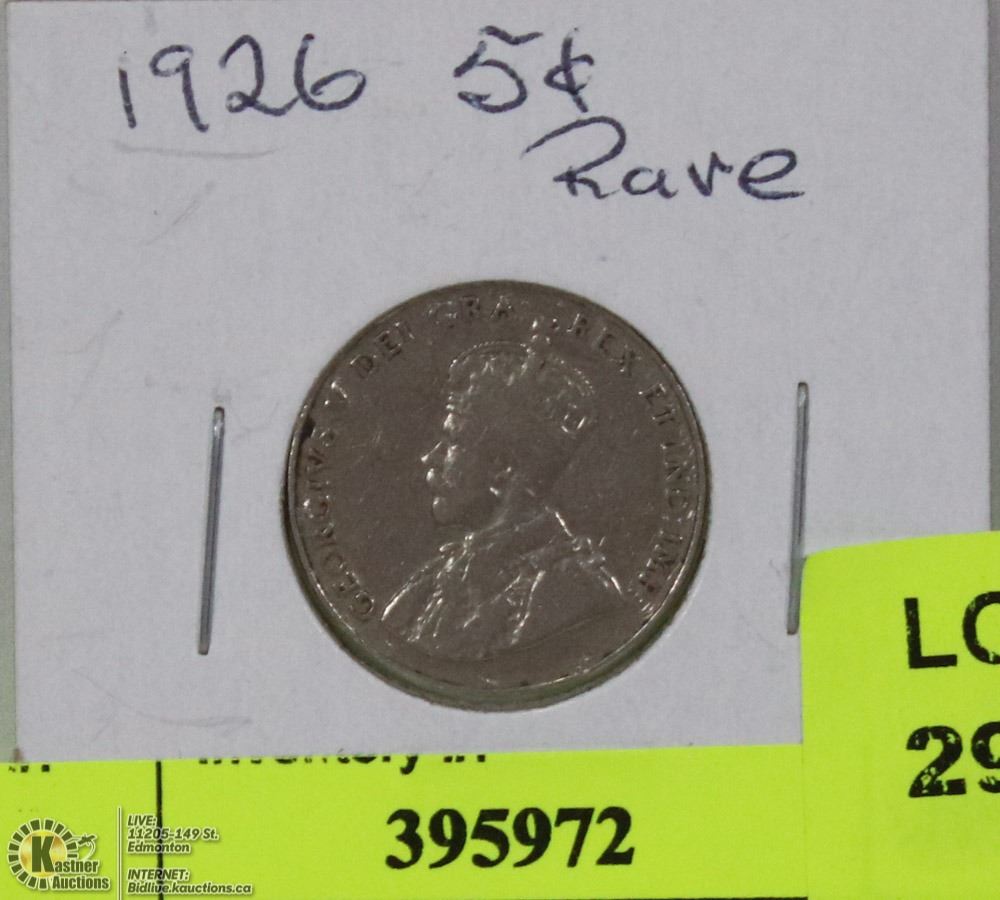 1926 5¢
Rare
GEORGIVS V DEI GRA: REX ET IND: IMP:
LO
29
395972
Kastner
Auctions
LIVE:
11205-149 St.
Edmonton
INTERNET:
Bidlive.kauctions.ca